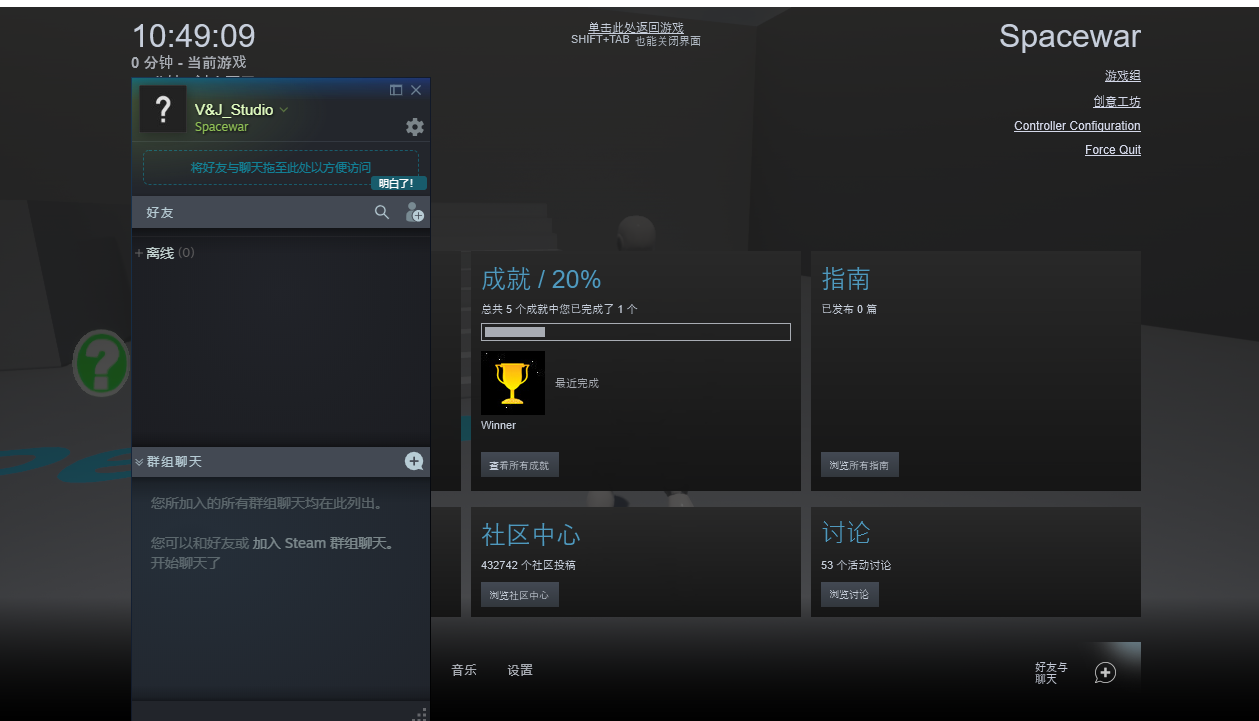 10:49:09
0 分钟 - 当前游戏
单击此处返回游戏
SHIFT+TAB 也能关闭界面
Spacewar
游戏组
创意工坊
Controller Configuration
Force Quit
?
V&J_Studio
Spacewar
将好友与聊天拖至此处以方便访问
明白了!
好友
离线 (0)
群组聊天
您所加入的所有群组聊天均在此列出。
您可以和好友或 加入 Steam 群组聊天。
开始聊天了
成就 / 20%
总共 5 个成就中您已完成了 1 个
最近完成
Winner
查看所有成就
指南
已发布 0 篇
浏览所有指南
社区中心
432742 个社区投稿
浏览社区中心
讨论
53 个活动讨论
浏览讨论
音乐
设置
好友与
聊天
?